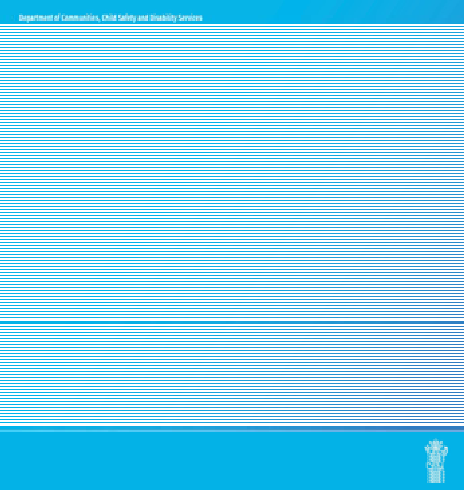 Department of Communities, Child Safety and Disability Services